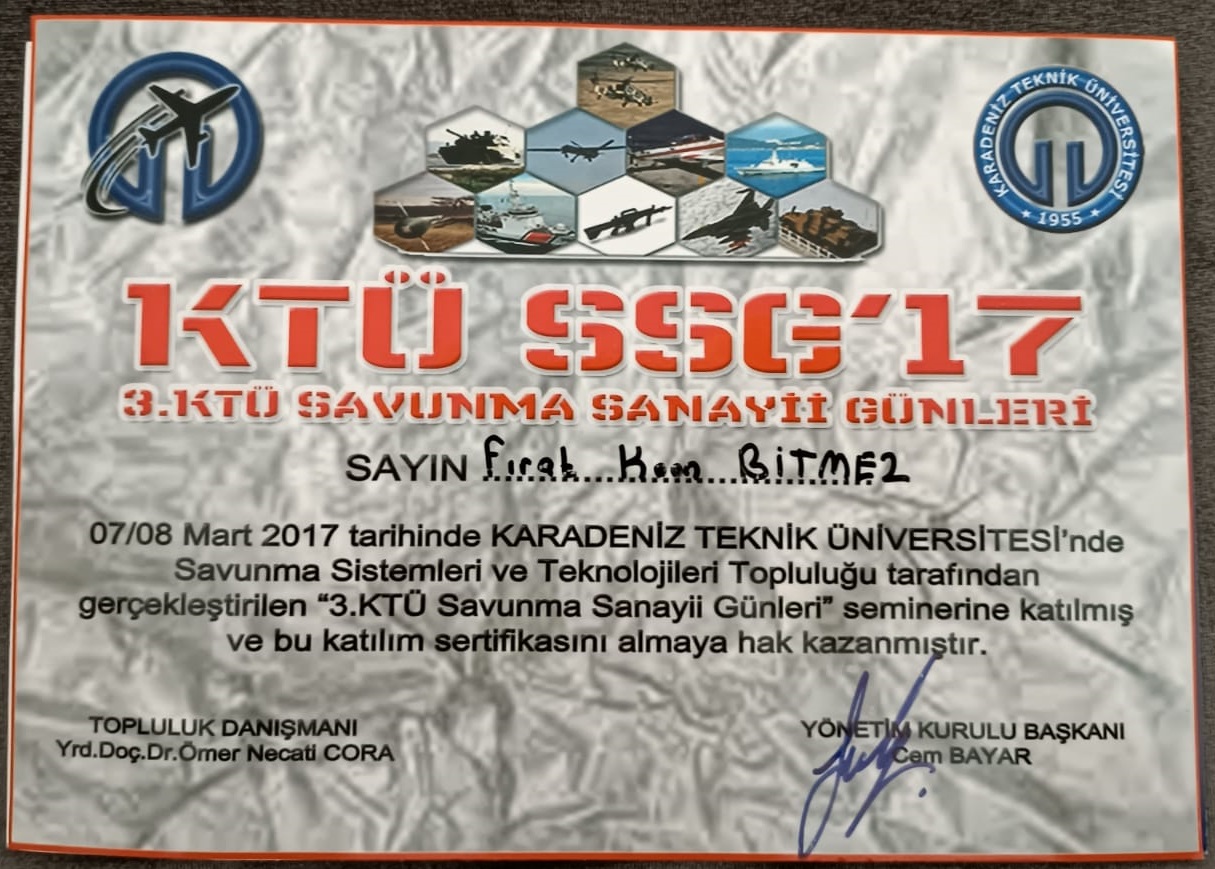 KARADENİZ TEKNİK ÜNİVERSİTESİ
1955
KTÜ SSG'17
3.KTÜ SAVUNMA SANAYİİ GÜNLERİ
SAYIN Fırat Kaan BİTMEZ
07/08 Mart 2017 tarihinde KARADENİZ TEKNİK ÜNİVERSİTESİ'nde
Savunma Sistemleri ve Teknolojileri Topluluğu tarafından
gerçekleştirilen “3.KTÜ Savunma Sanayii Günleri” seminerine katılmış
ve bu katılım sertifikasını almaya hak kazanmıştır.
TOPLULUK DANIŞMANI
Yrd.Doç.Dr.Ömer Necati CORA
YÖNETİM KURULU BAŞKANI
Cem BAYAR